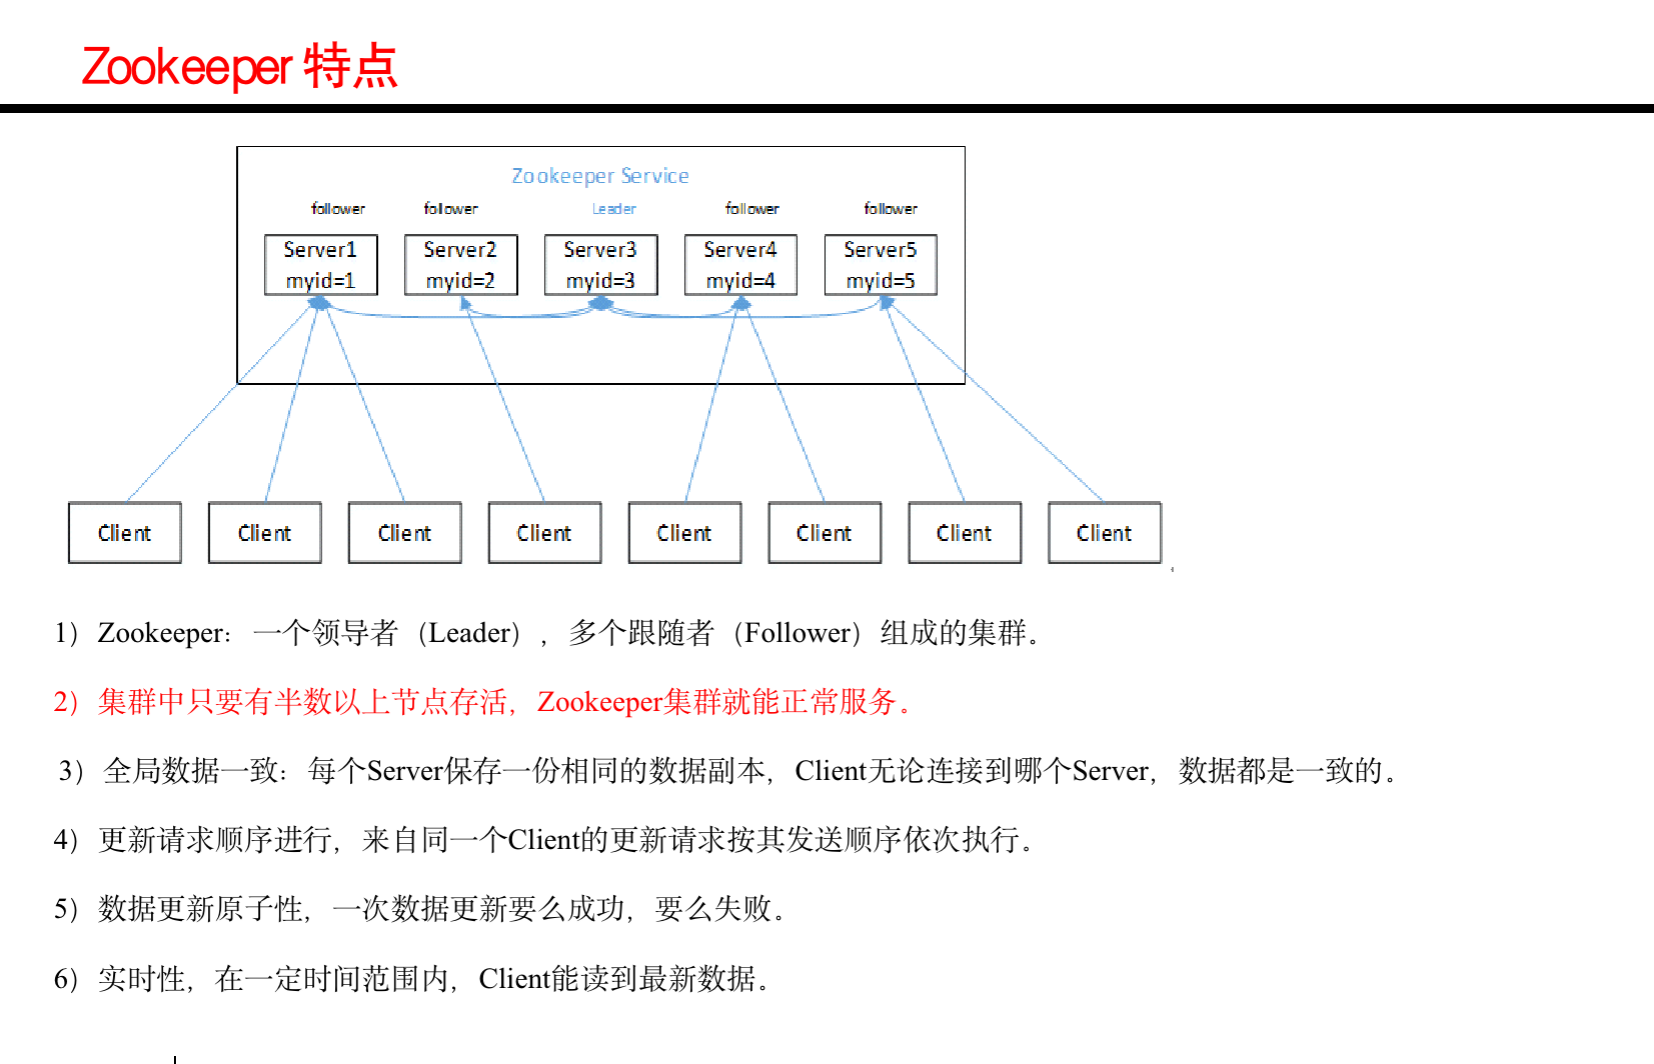 Zookeeper 特点
Zookeeper Service
follower follower Leader follower follower
Server1 Server2 Server3 Server4 Server5
myid=1 myid=2 myid=3 myid=4 myid=5
Client Client Client Client Client Client Client Client
1）Zookeeper：一个领导者（Leader），多个跟随者（Follower）组成的集群。
2）集群中只要有半数以上节点存活，Zookeeper集群就能正常服务。
3）全局数据一致：每个Server保存一份相同的数据副本，Client无论连接到哪个Server，数据都是一致的。
4）更新请求顺序进行，来自同一个Client的更新请求按其发送顺序依次执行。
5）数据更新原子性，一次数据更新要么成功，要么失败。
6）实时性，在一定时间范围内，Client能读到最新数据。